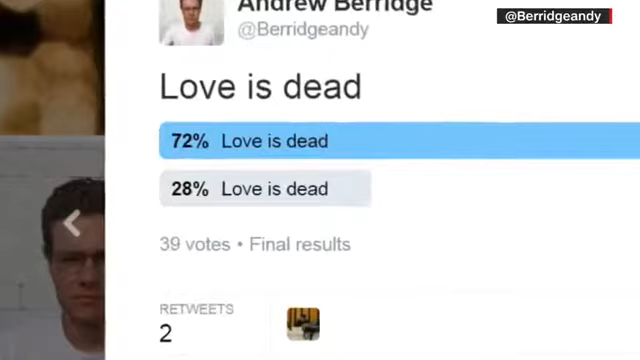 Andrew Berridge
@Berridgeandy
@Berridgeandy
Love is dead
72% Love is dead
28% Love is dead
39 votes • Final results
RETWEETS
2